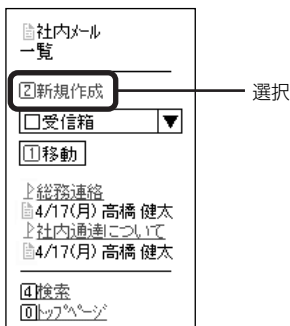 社内メール
一覧
2新規作成
選択
受信箱 ▼
1移動
総務連絡
4/17(月) 高橋 健太
社内通達について
4/17(月) 高橋 健太
4検索
0トップページ